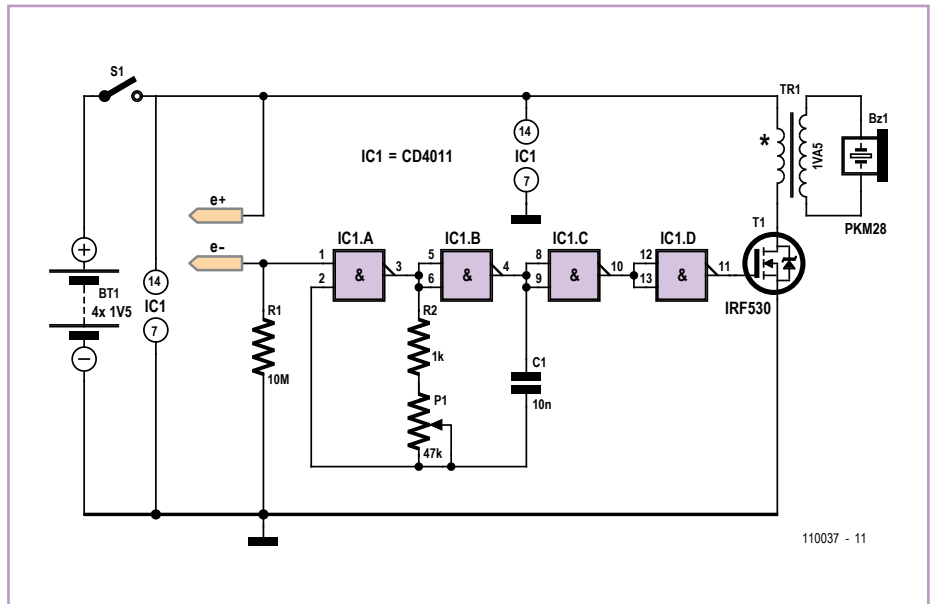 S1
TR1
Bz1
14
IC1 = CD4011
IC1
*
1VA5
7
e+
T1
PKM28
e-
IC1.A
IC1.B
IC1.C
IC1.D
+
1
2
&
3
5
6
&
4
8
9
&
10
12
13
&
11
BT1
4x 1V5
14
IC1
7
R1
10M
R2
1k
IRF530
P1
47k
C1
10n
−
110037 - 11